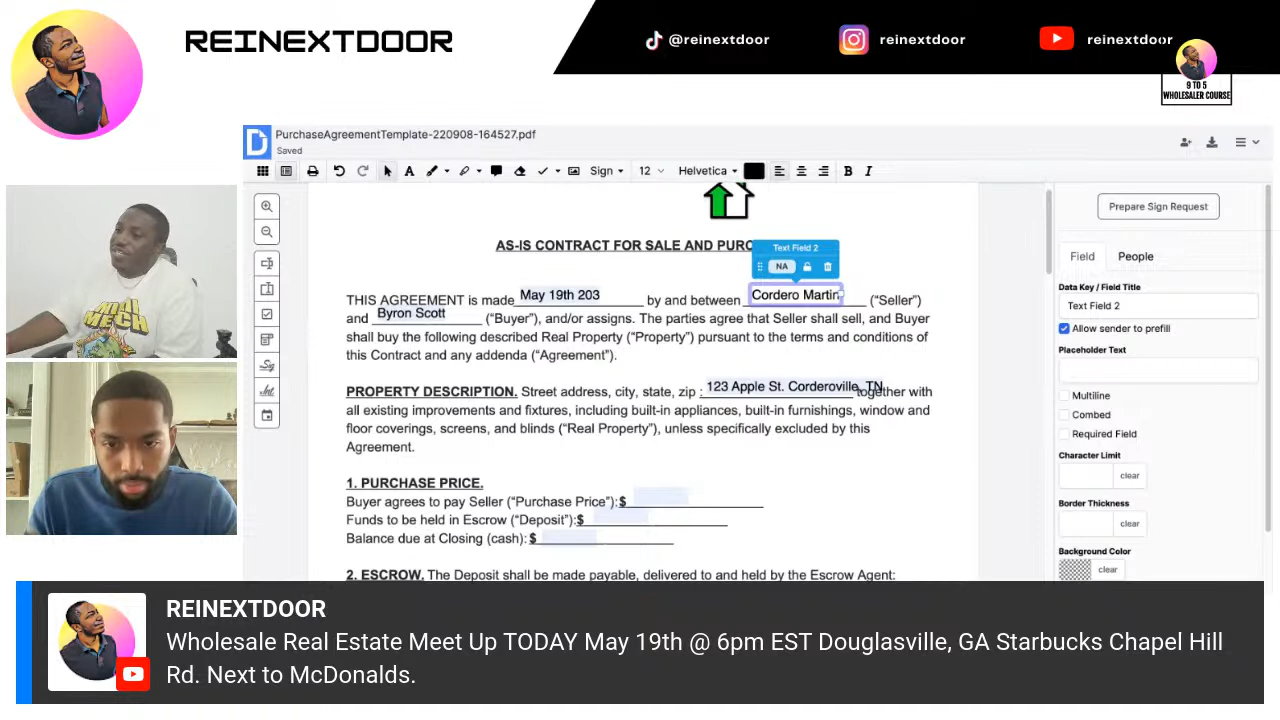 REINEXTDOOR
@reinextdoor
reinextdoor
reinextdoor
9 TO 5
WHOLESALER COURSE
PurchaseAgreementTemplate-220908-164527.pdf
Saved
Sign
12
Helvetica
B
I
Prepare Sign Request
AS-IS CONTRACT FOR SALE AND PURC
Text Field 2
NA
Field
People
Data Key / Field Title
Text Field 2
Allow sender to prefill
Placeholder Text
Multiline
Combed
Required Field
Character Limit
clear
Border Thickness
clear
Background Color
clear
THIS AGREEMENT is made May 19th 203 by and between Cordero Martin (“Seller”)
and Byron Scott (“Buyer”), and/or assigns. The parties agree that Seller shall sell, and Buyer
shall buy the following described Real Property (“Property”) pursuant to the terms and conditions of
this Contract and any addenda (“Agreement”).
PROPERTY DESCRIPTION. Street address, city, state, zip : 123 Apple St. Corderoville, TN together with
all existing improvements and fixtures, including built-in appliances, built-in furnishings, window and
floor coverings, screens, and blinds (“Real Property”), unless specifically excluded by this
Agreement.
1. PURCHASE PRICE.
Buyer agrees to pay Seller (“Purchase Price”):$
Funds to be held in Escrow (“Deposit”):$
Balance due at Closing (cash): $
2. ESCROW. The Deposit shall be made payable, delivered to and held by the Escrow Agent:
REINEXTDOOR
Wholesale Real Estate Meet Up TODAY May 19th @ 6pm EST Douglasville, GA Starbucks Chapel Hill
Rd. Next to McDonalds.